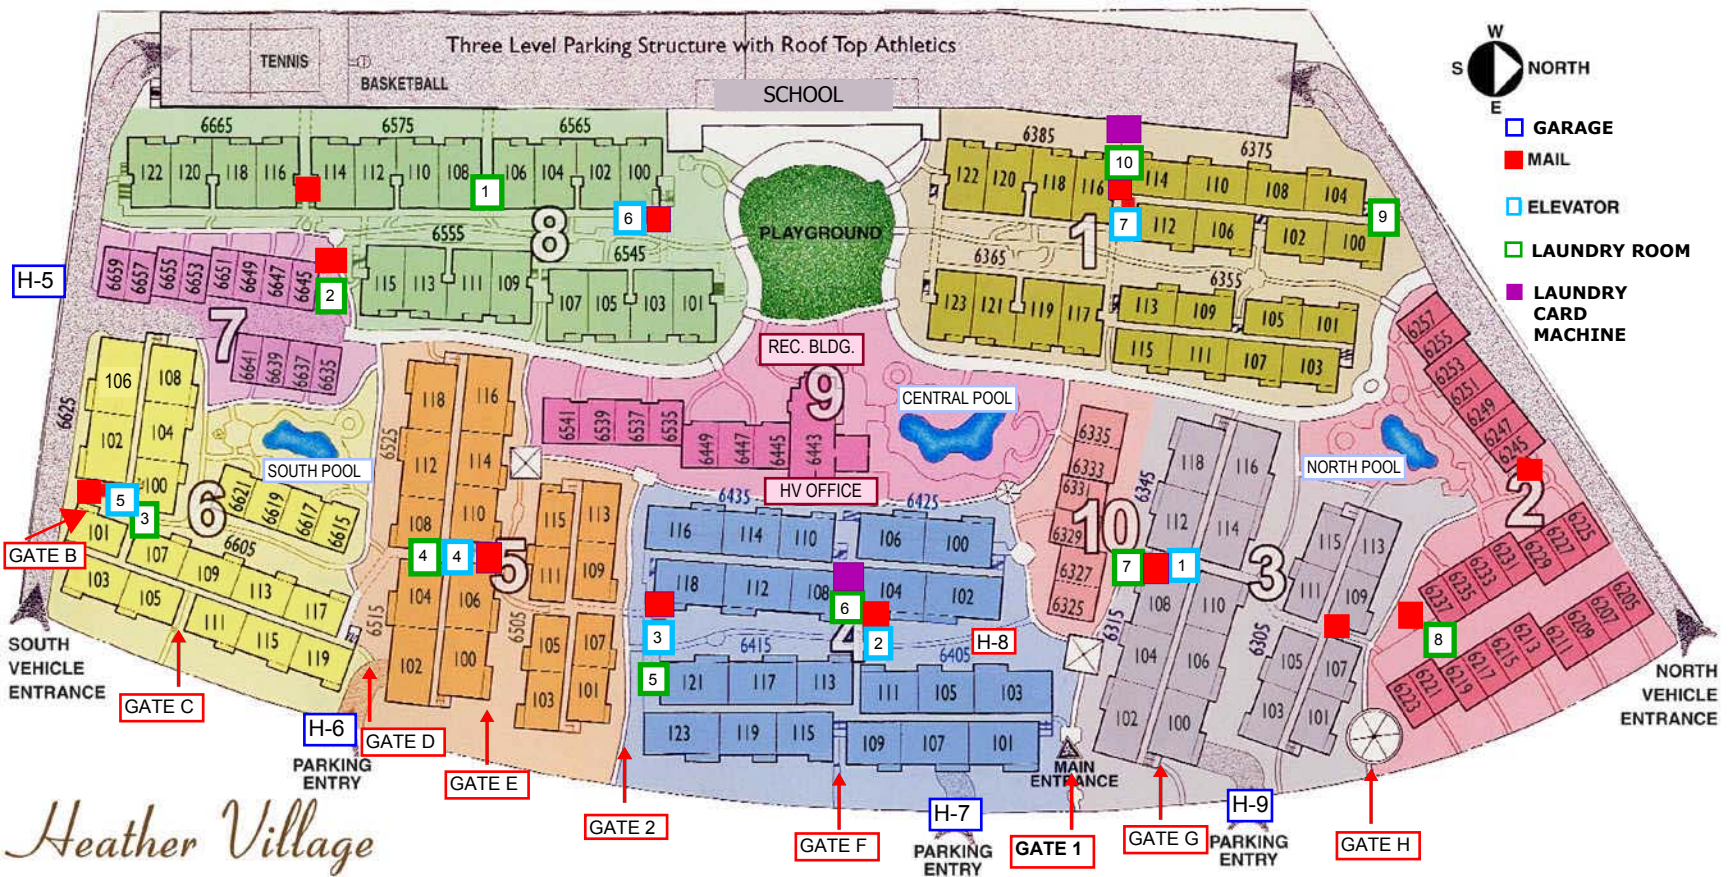 Three Level Parking Structure with Roof Top Athletics
TENNIS
BASKETBALL
SCHOOL
W
S
NORTH
E
GARAGE
MAIL
ELEVATOR
LAUNDRY ROOM
LAUNDRY
CARD
MACHINE
6665
6575
6565
122 120 118 116 114 112 110 108 106 104 102 100
1
6
8
6555
6545
115 113 111 109
107 105 103 101
PLAYGROUND
6385
6375
10
122 120 118 116 114 110 108 104
7
112 106 102 100
9
1
6365
6355
123 121 119 117
113 109 105 101
115 111 107 103
H-5
6659 6657 6655 6653 6651 6649 6647 6645
2
7
6641 6639 6637 6635
REC. BLDG.
9
CENTRAL POOL
6541 6539 6537 6535
6449 6447 6445 6443
HV OFFICE
6625
106 108
102 104
100
5
3
101
GATE B
SOUTH POOL
6
6621 6619 6617 6615
6605
107 109 113 117
103 105
111 115 119
6525
118 116
112 114
108 110
4
4
5
104 106
102 100
6515
6505
115 113
111 109
105 107
103 101
6435
6425
116 114 110 106 100
118 112 108 104 102
6
3
4
2
6415
6405
H-8
5
121 117 113 111 105 103
123 119 115 109 107 101
6335
6333
6331
6329
6327
6325
10
6345
118 116
112 114
7
1
3
108 110
104 106
102 100
6315
6305
115 113
111 109
105 107
103 101
NORTH POOL
6257
6255
6253
6251
6249
6247
6245
2
6225
6227
6229
6231
6233
6235
6237
8
6205
6207
6209
6211
6213
6215
6217
6219
6221
6223
SOUTH
VEHICLE
ENTRANCE
NORTH
VEHICLE
ENTRANCE
GATE C
H-6
PARKING
ENTRY
GATE D
GATE E
GATE 2
GATE F
H-7
PARKING
ENTRY
MAIN
ENTRANCE
GATE 1
GATE G
H-9
PARKING
ENTRY
GATE H
Heather Village